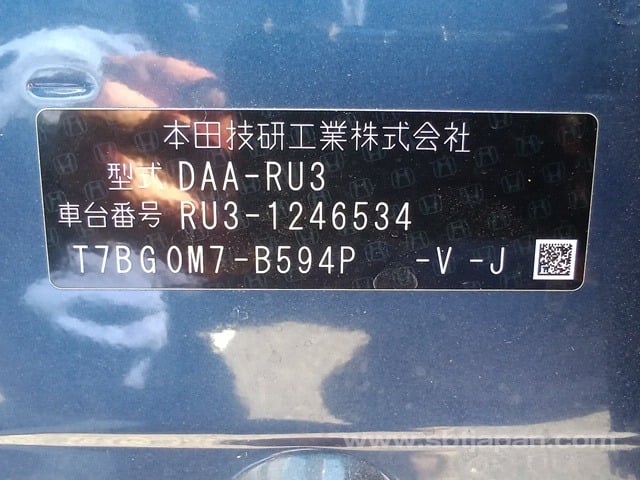 本田技研工業株式会社
型式 DAA-RU3
車台番号 RU3-1246534
T7BG0M7-B594P -V -J
www.sbtjapan.com